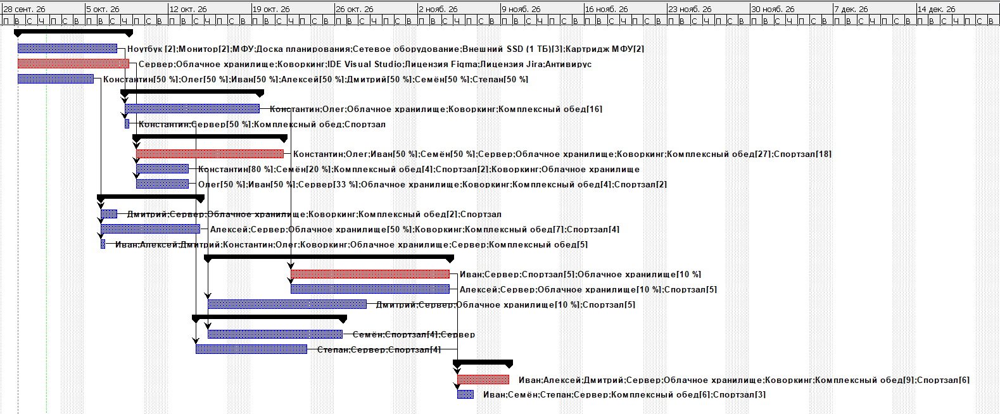 28 сент. 26 5 окт. 26 12 окт. 26 19 окт. 26 26 окт. 26 2 нояб. 26 9 нояб. 26 16 нояб. 26 23 нояб. 26 30 нояб. 26 7 дек. 26 14 дек. 26
П В С Ч П С В П В С Ч П С В П В С Ч П С В П В С Ч П С В П В С Ч П С В П В С Ч П С В П В С Ч П С В П В С Ч П С В П В С Ч П С В П В С Ч П С В П В С Ч П С В П В С Ч П С В
Ноутбук [2];Монитор[2];МФУ;Доска планирования;Сетевое оборудование;Внешний SSD (1 ТБ)[3];Картридж МФУ[2]
Сервер;Облачное хранилище;Коворкинг;IDE Visual Studio;Лицензия Figma;Лицензия Jira;Антивирус
Константин[50 %];Олег[50 %];Иван[50 %];Алексей[50 %];Дмитрий[50 %];Семён[50 %];Степан[50 %]
Константин;Олег;Облачное хранилище;Коворкинг;Комплексный обед[16]
Константин;Сервер[50 %];Комплексный обед;Спортзал
Константин;Олег;Иван[50 %];Семён[50 %];Сервер;Облачное хранилище;Коворкинг;Комплексный обед[27];Спортзал[18]
Константин[80 %];Семён[20 %];Комплексный обед[4];Спортзал[2];Коворкинг;Облачное хранилище
Олег[50 %];Иван[50 %];Сервер[33 %];Облачное хранилище;Коворкинг;Комплексный обед[4];Спортзал[2]
Дмитрий;Сервер;Облачное хранилище;Коворкинг;Комплексный обед[2];Спортзал
Алексей;Сервер;Облачное хранилище[50 %];Коворкинг;Комплексный обед[7];Спортзал[4]
Иван;Алексей;Дмитрий;Константин;Олег;Коворкинг;Облачное хранилище;Сервер;Комплексный обед[5]
Иван;Сервер;Спортзал[5];Облачное хранилище[10 %]
Алексей;Сервер;Облачное хранилище[10 %];Спортзал[5]
Дмитрий;Сервер;Облачное хранилище[10 %];Спортзал[5]
Семён;Спортзал[4];Сервер
Степан;Сервер;Спортзал[4]
Иван;Алексей;Дмитрий;Сервер;Облачное хранилище;Коворкинг;Комплексный обед[9];Спортзал[6]
Иван;Семён;Степан;Сервер;Комплексный обед[6];Спортзал[3]